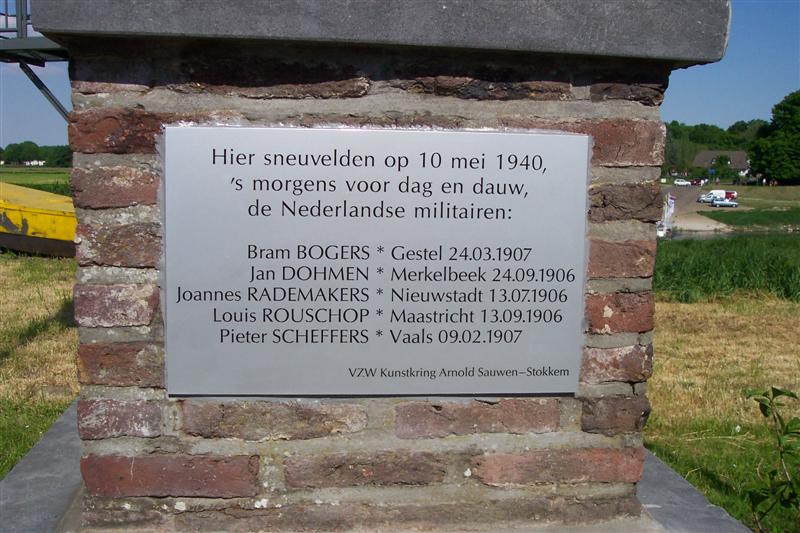 Hier sneuvelden op 10 mei 1940,
's morgens voor dag en dauw,
de Nederlandse militairen:
Bram BOGERS * Gestel 24.03.1907
Jan DOHMEN * Merkelbeek 24.09.1906
Joannes RADEMAKERS * Nieuwstadt 13.07.1906
Louis ROUSCHOP * Maastricht 13.09.1906
Pieter SCHEFFERS * Vaals 09.02.1907
VZW Kunstkring Arnold Sauwen–Stokkem